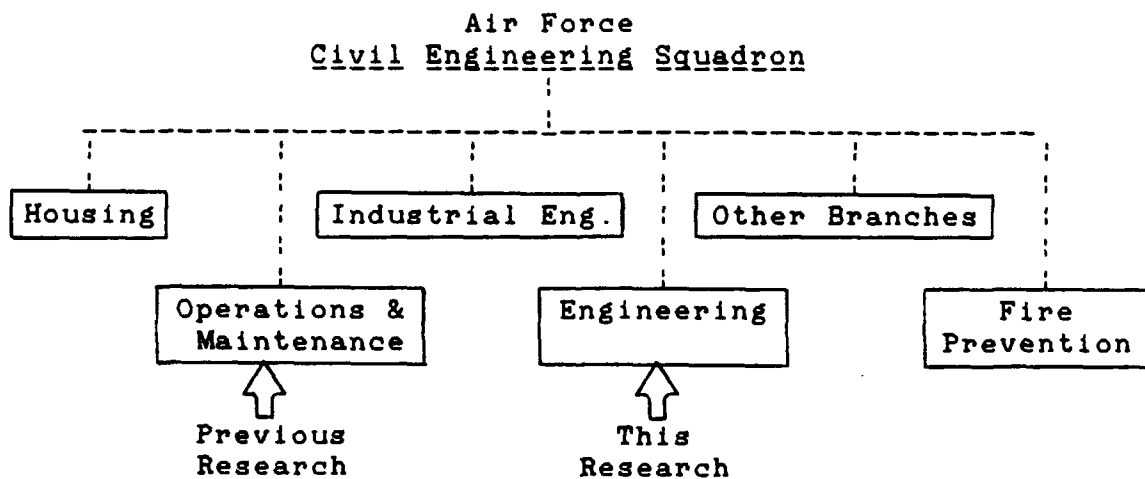 Air Force
Civil Engineering Squadron
Housing
Industrial Eng.
Other Branches
Operations &
Maintenance
Engineering
Fire
Prevention
Previous
Research
This
Research